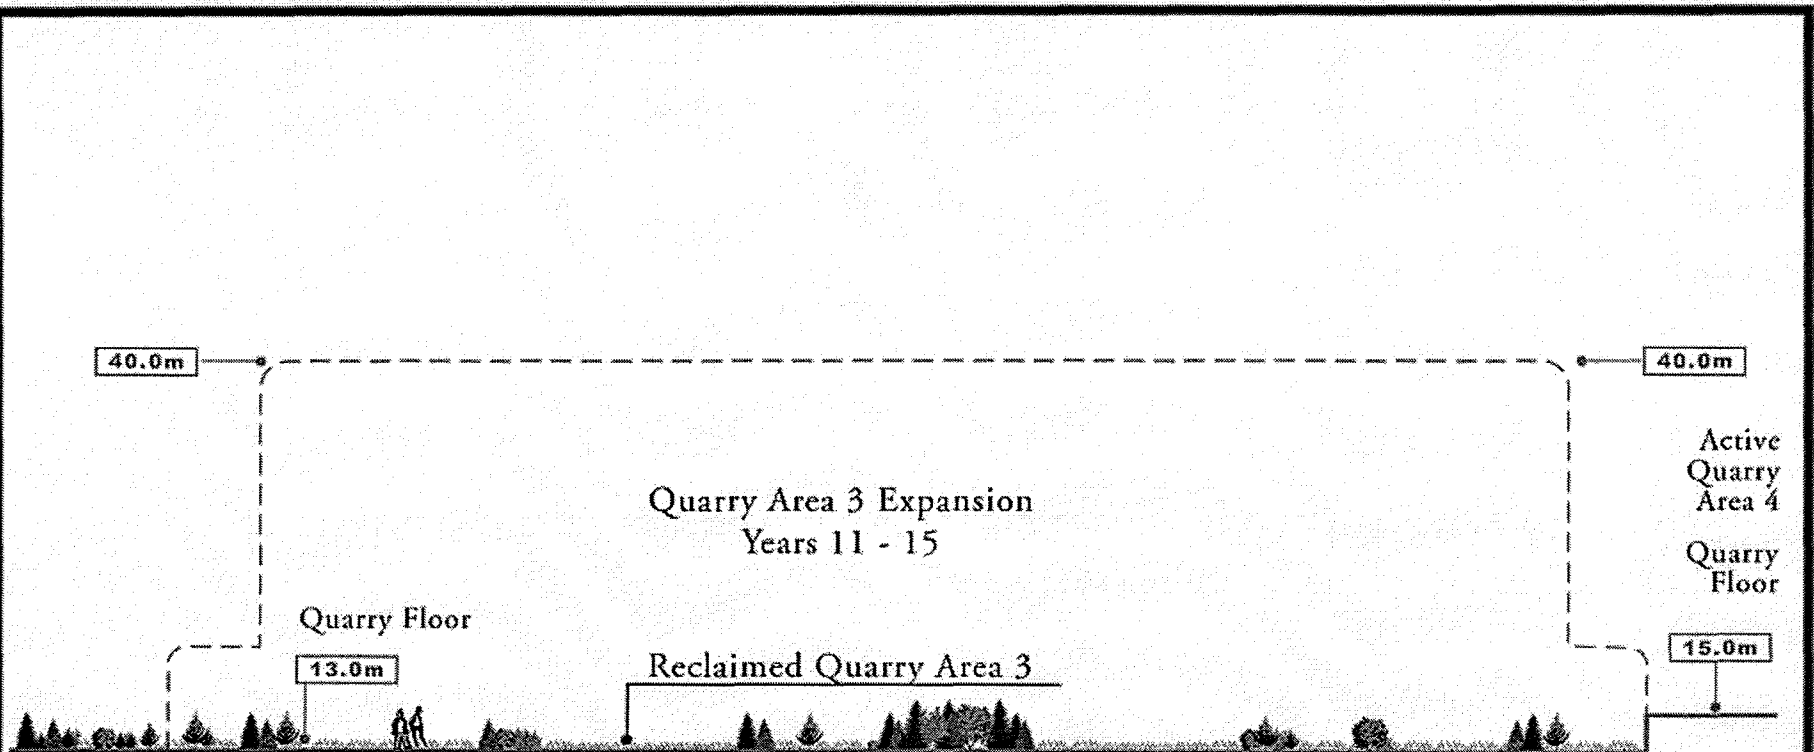 40.0m
40.0m
Active
Quarry
Area 4
Quarry Area 3 Expansion
Years 11 - 15
Quarry
Floor
Quarry Floor
15.0m
13.0m
Reclaimed Quarry Area 3